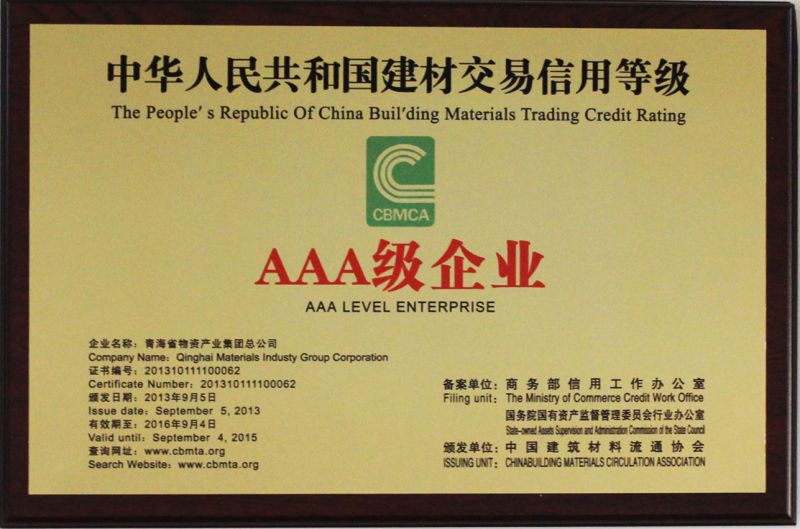 中华人民共和国建材交易信用等级
The People's Republic Of China Buil'ding Materials Trading Credit Rating
CBMCA
AAA级企业
AAA LEVEL ENTERPRISE
企业名称：青海省物资产业集团总公司
Company Name：Qinghai Materials Industy Group Corporation
证书编号：201310111100062
Certificate Number：201310111100062
颁发日期：2013年9月5日
Issue date：September 5, 2013
有效期至：2016年9月4日
Valid until：September 4, 2015
查询网址：www.cbmta.org
Search Website：www.cbmta.org
备案单位：商务部信用工作办公室
Filing unit：The Ministry of Commerce Credit Work Office
国务院国有资产监督管理委员会行业办公室
State-owned Assets Supervision and Administration Commission of the State Council
颁发单位：中国建筑材料流通协会
ISSUING UNIT：CHINABUILDING MATERIALS CIRCULATION ASSOCIATION